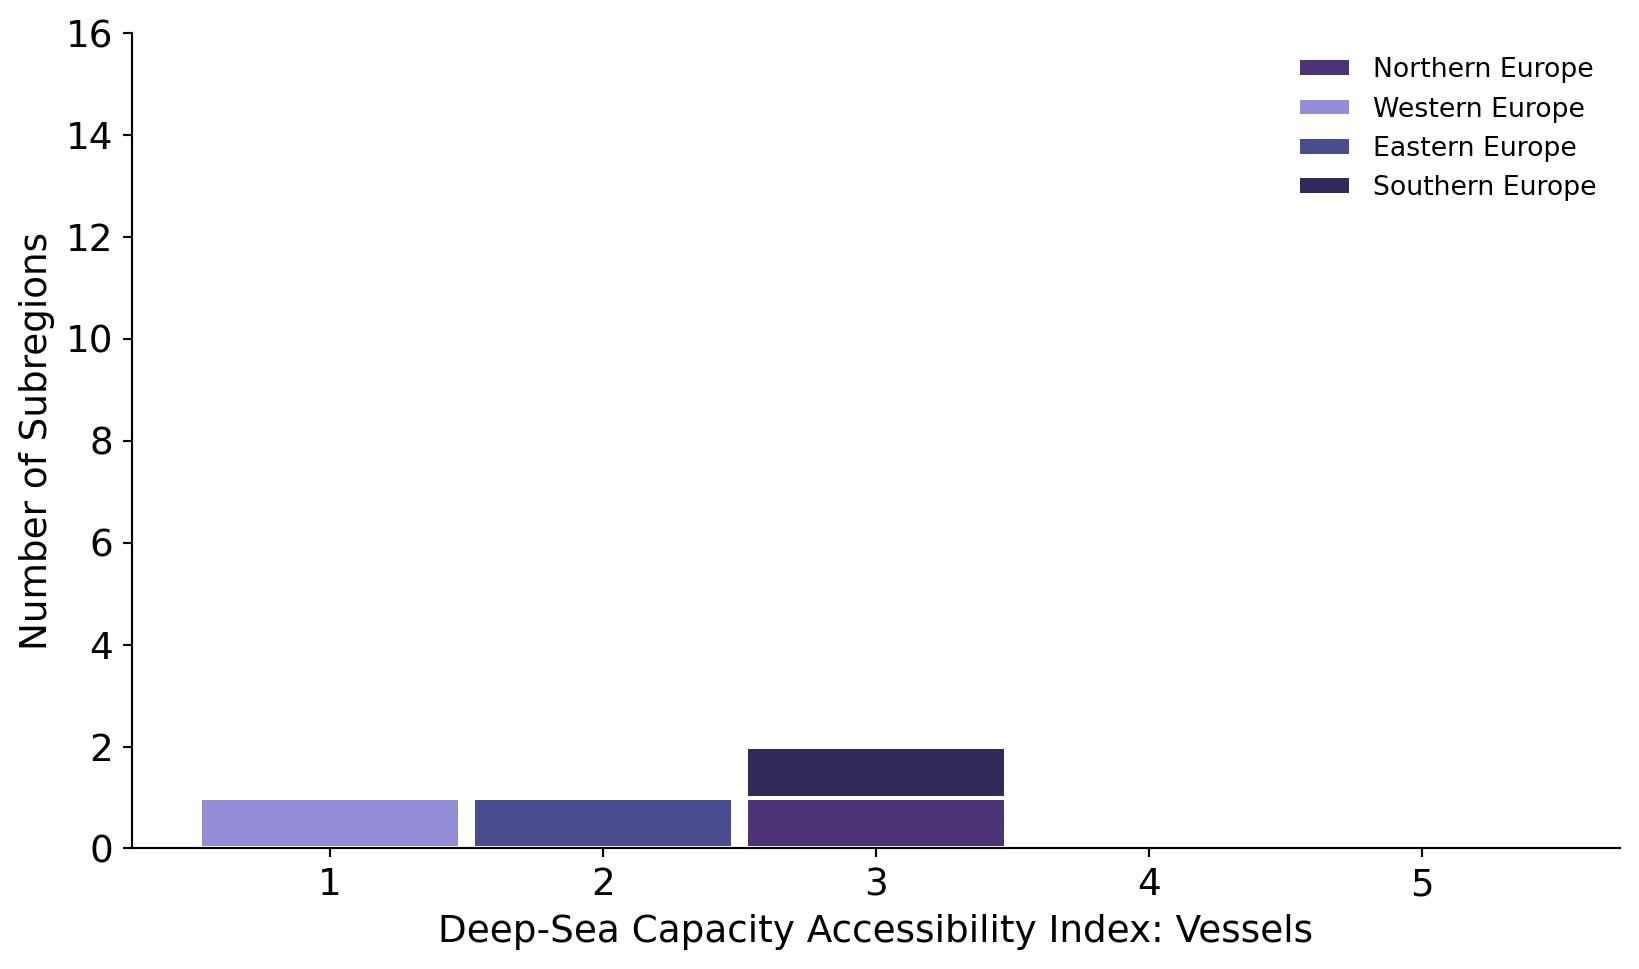 16
14
12
10
8
6
4
2
0
Number of Subregions
Northern Europe
Western Europe
Eastern Europe
Southern Europe
1 2 3 4 5
Deep-Sea Capacity Accessibility Index: Vessels